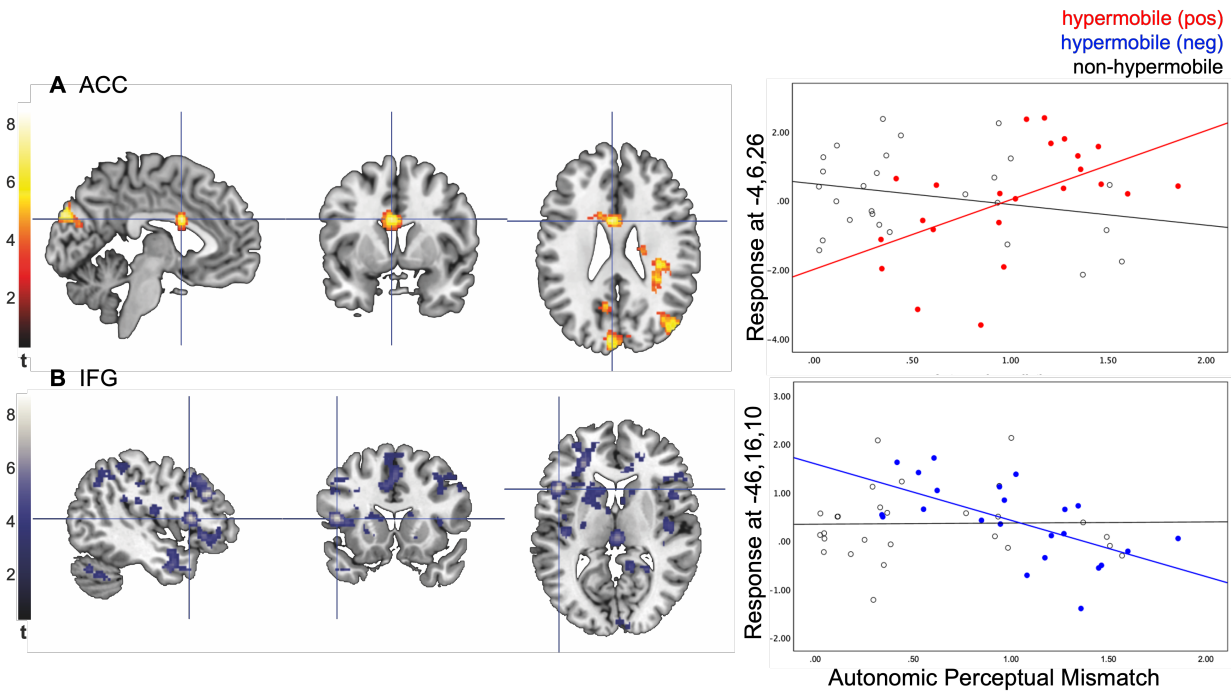 hypermobile (pos)
hypermobile (neg)
non-hypermobile
A ACC
8
6
4
2
t
Response at -4,6,26
2.00
.00
-2.00
-4.00
.00 .50 1.00 1.50 2.00
B IFG
8
6
4
2
t
Response at -46,16,10
3.00
2.00
1.00
.00
-1.00
-2.00
.00 .50 1.00 1.50 2.00
Autonomic Perceptual Mismatch